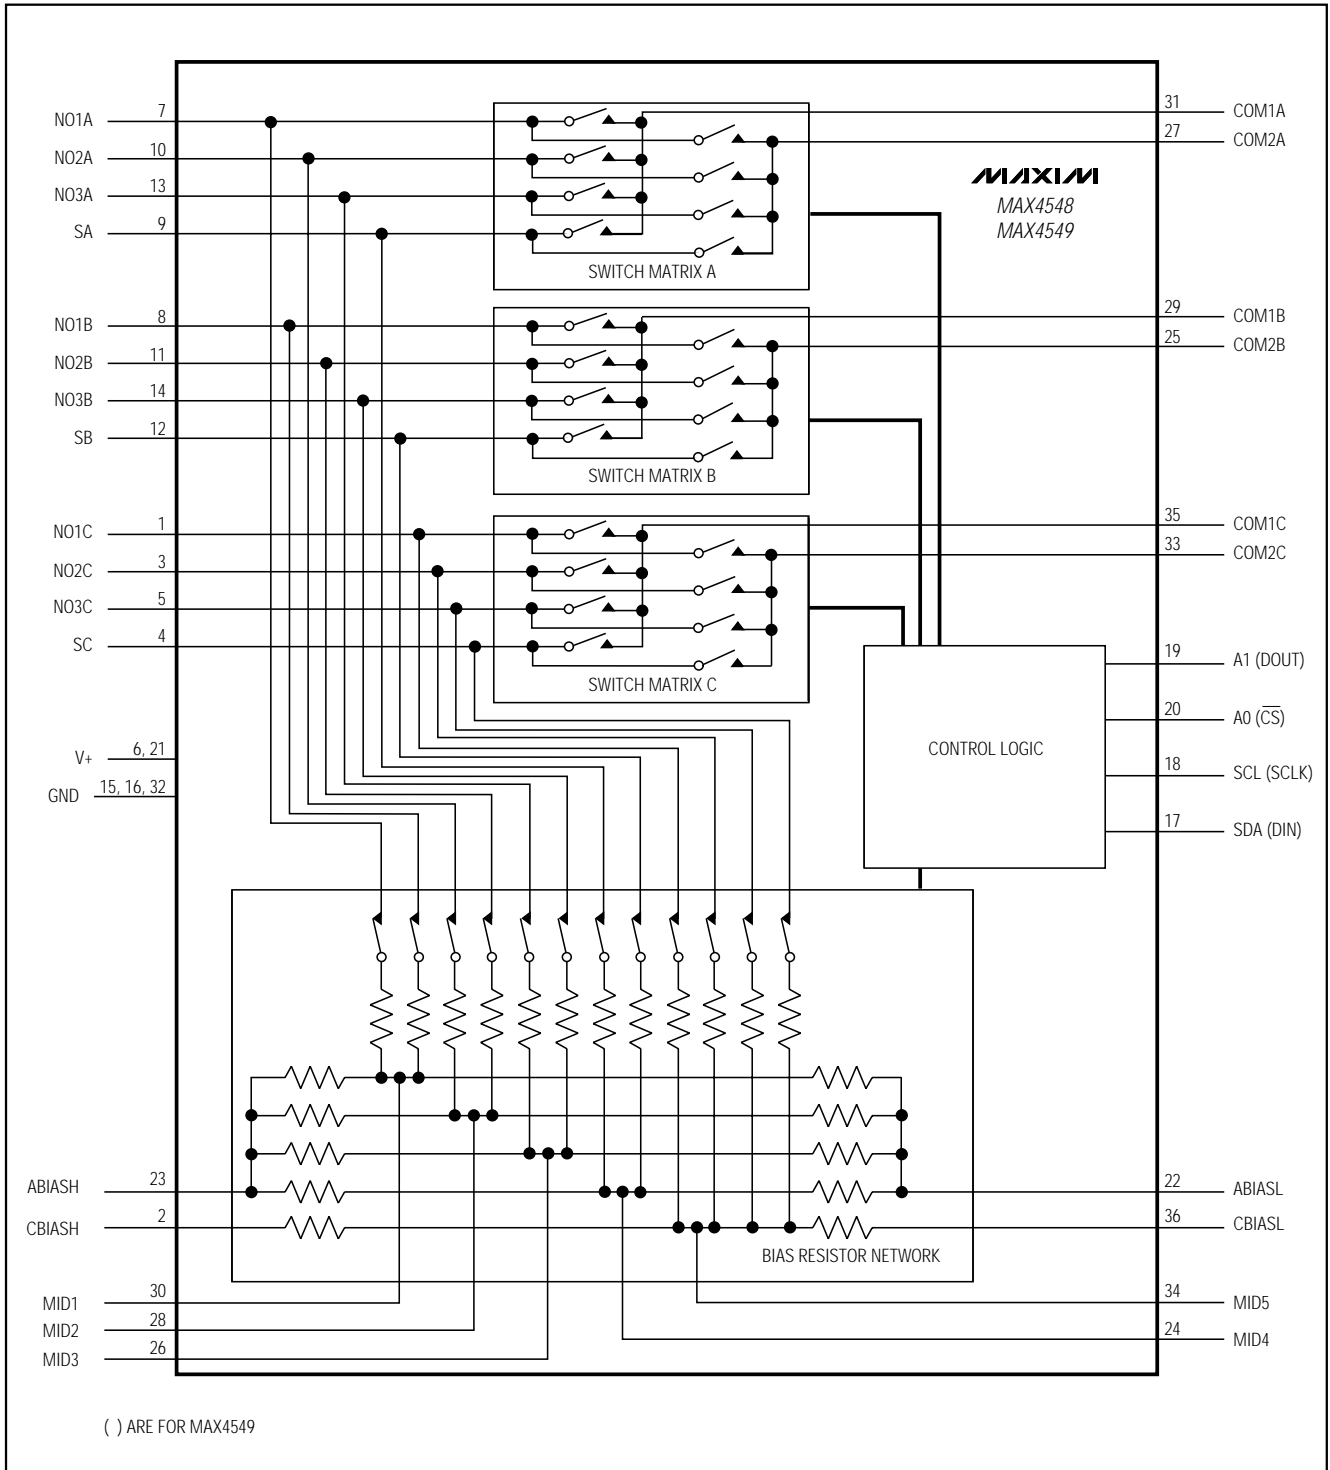 NO1A 7
NO2A 10
NO3A 13
SA 9
31 COM1A
27 COM2A
MAXIM
MAX4548
MAX4549
SWITCH MATRIX A
NO1B 8
NO2B 11
NO3B 14
SB 12
29 COM1B
25 COM2B
SWITCH MATRIX B
NO1C 1
NO2C 3
NO3C 5
SC 4
35 COM1C
33 COM2C
SWITCH MATRIX C
V+ 6, 21
GND 15, 16, 32
CONTROL LOGIC
19 A1 (DOUT)
20 A0 (C̅S̅)
18 SCL (SCLK)
17 SDA (DIN)
ABIASH 23
CBIASH 2
22 ABIASL
36 CBIASL
BIAS RESISTOR NETWORK
MID1 30
MID2 28
MID3 26
34 MID5
24 MID4
( ) ARE FOR MAX4549